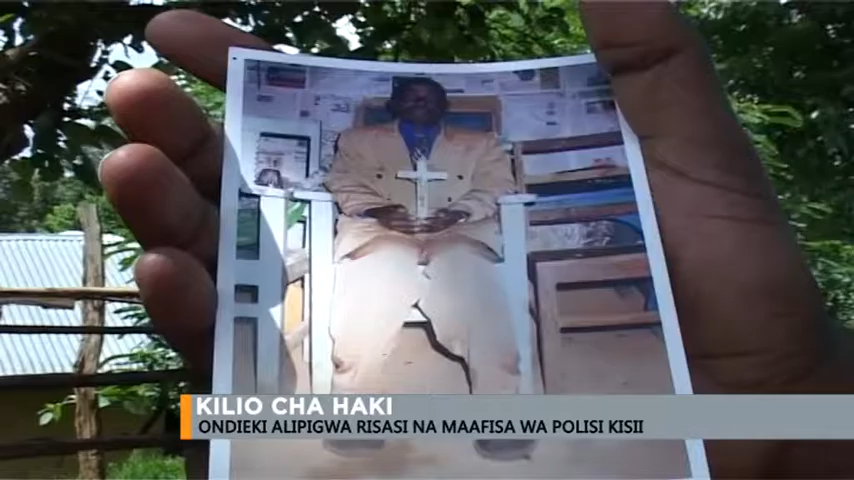 KILIO CHA HAKI
ONDIEKI ALIPIGWA RISASI NA MAAFISA WA POLISI KISII